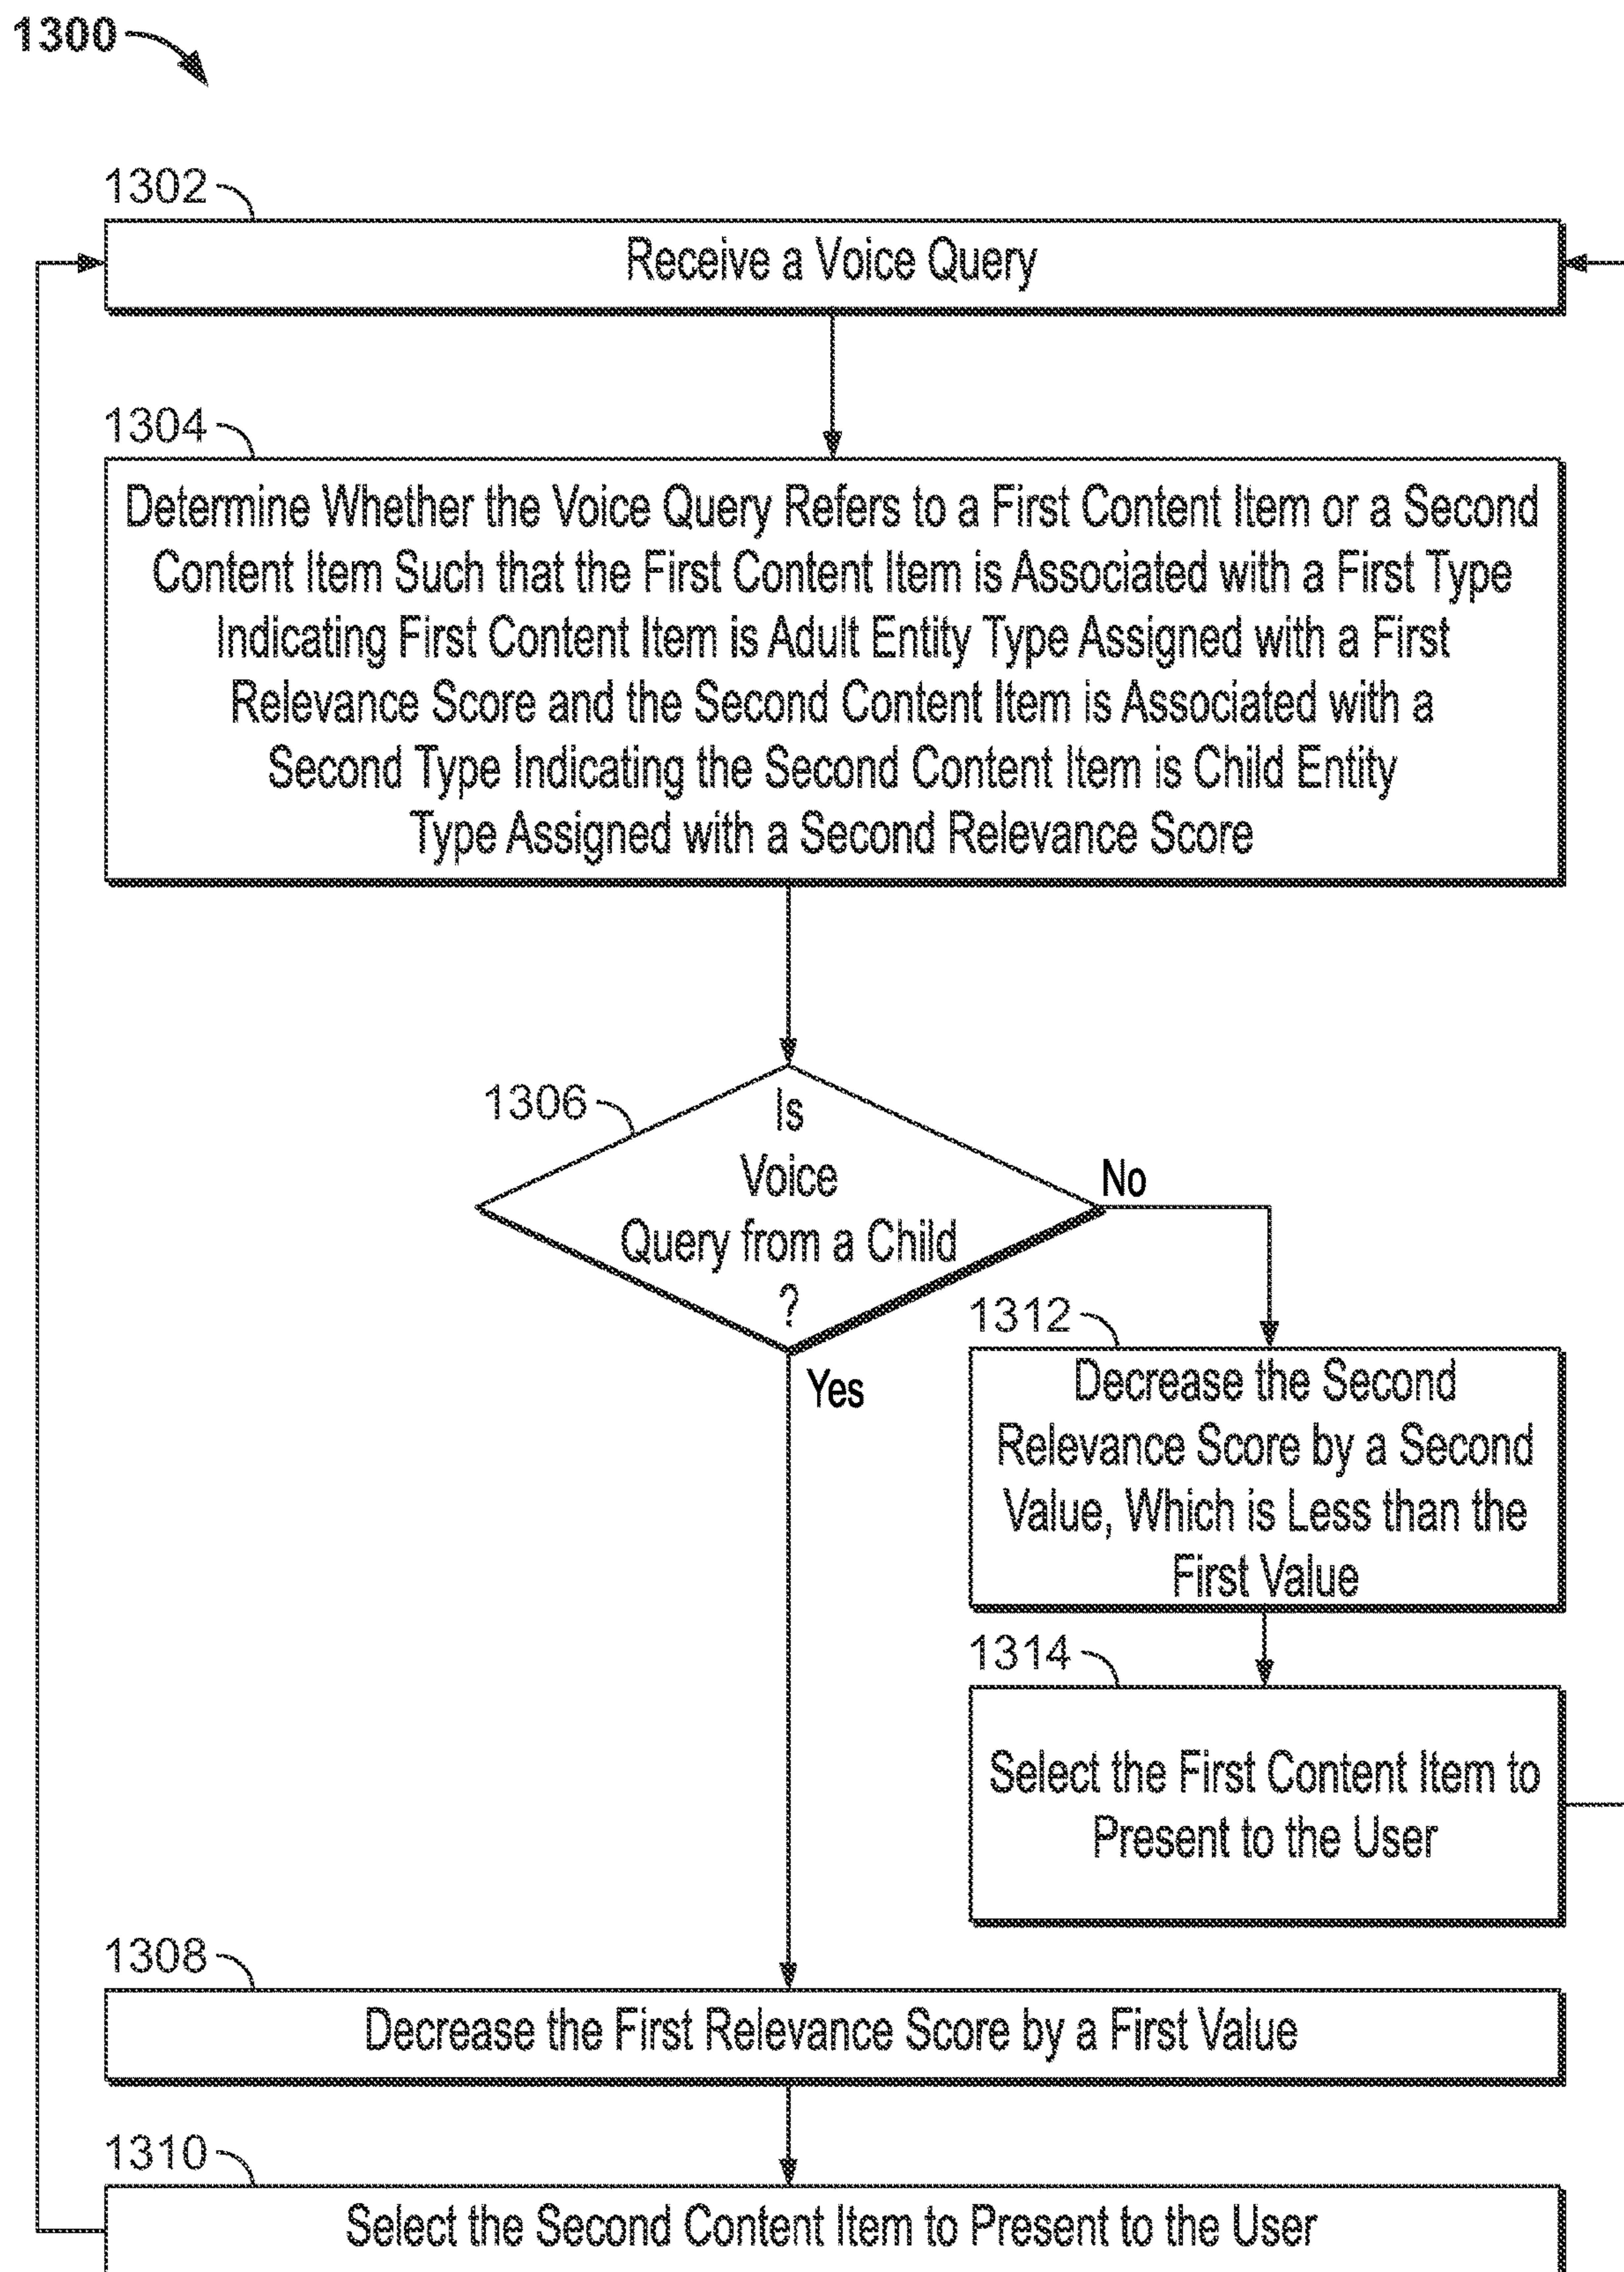 1300
1302
Receive a Voice Query
1304
Determine Whether the Voice Query Refers to a First Content Item or a Second
Content Item Such that the First Content Item is Associated with a First Type
Indicating First Content Item is Adult Entity Type Assigned with a First
Relevance Score and the Second Content Item is Associated with a
Second Type Indicating the Second Content Item is Child Entity
Type Assigned with a Second Relevance Score
1306
Is
Voice
Query from a Child
?
No
Yes
1312
Decrease the Second
Relevance Score by a Second
Value, Which is Less than the
First Value
1314
Select the First Content Item to
Present to the User
1308
Decrease the First Relevance Score by a First Value
1310
Select the Second Content Item to Present to the User